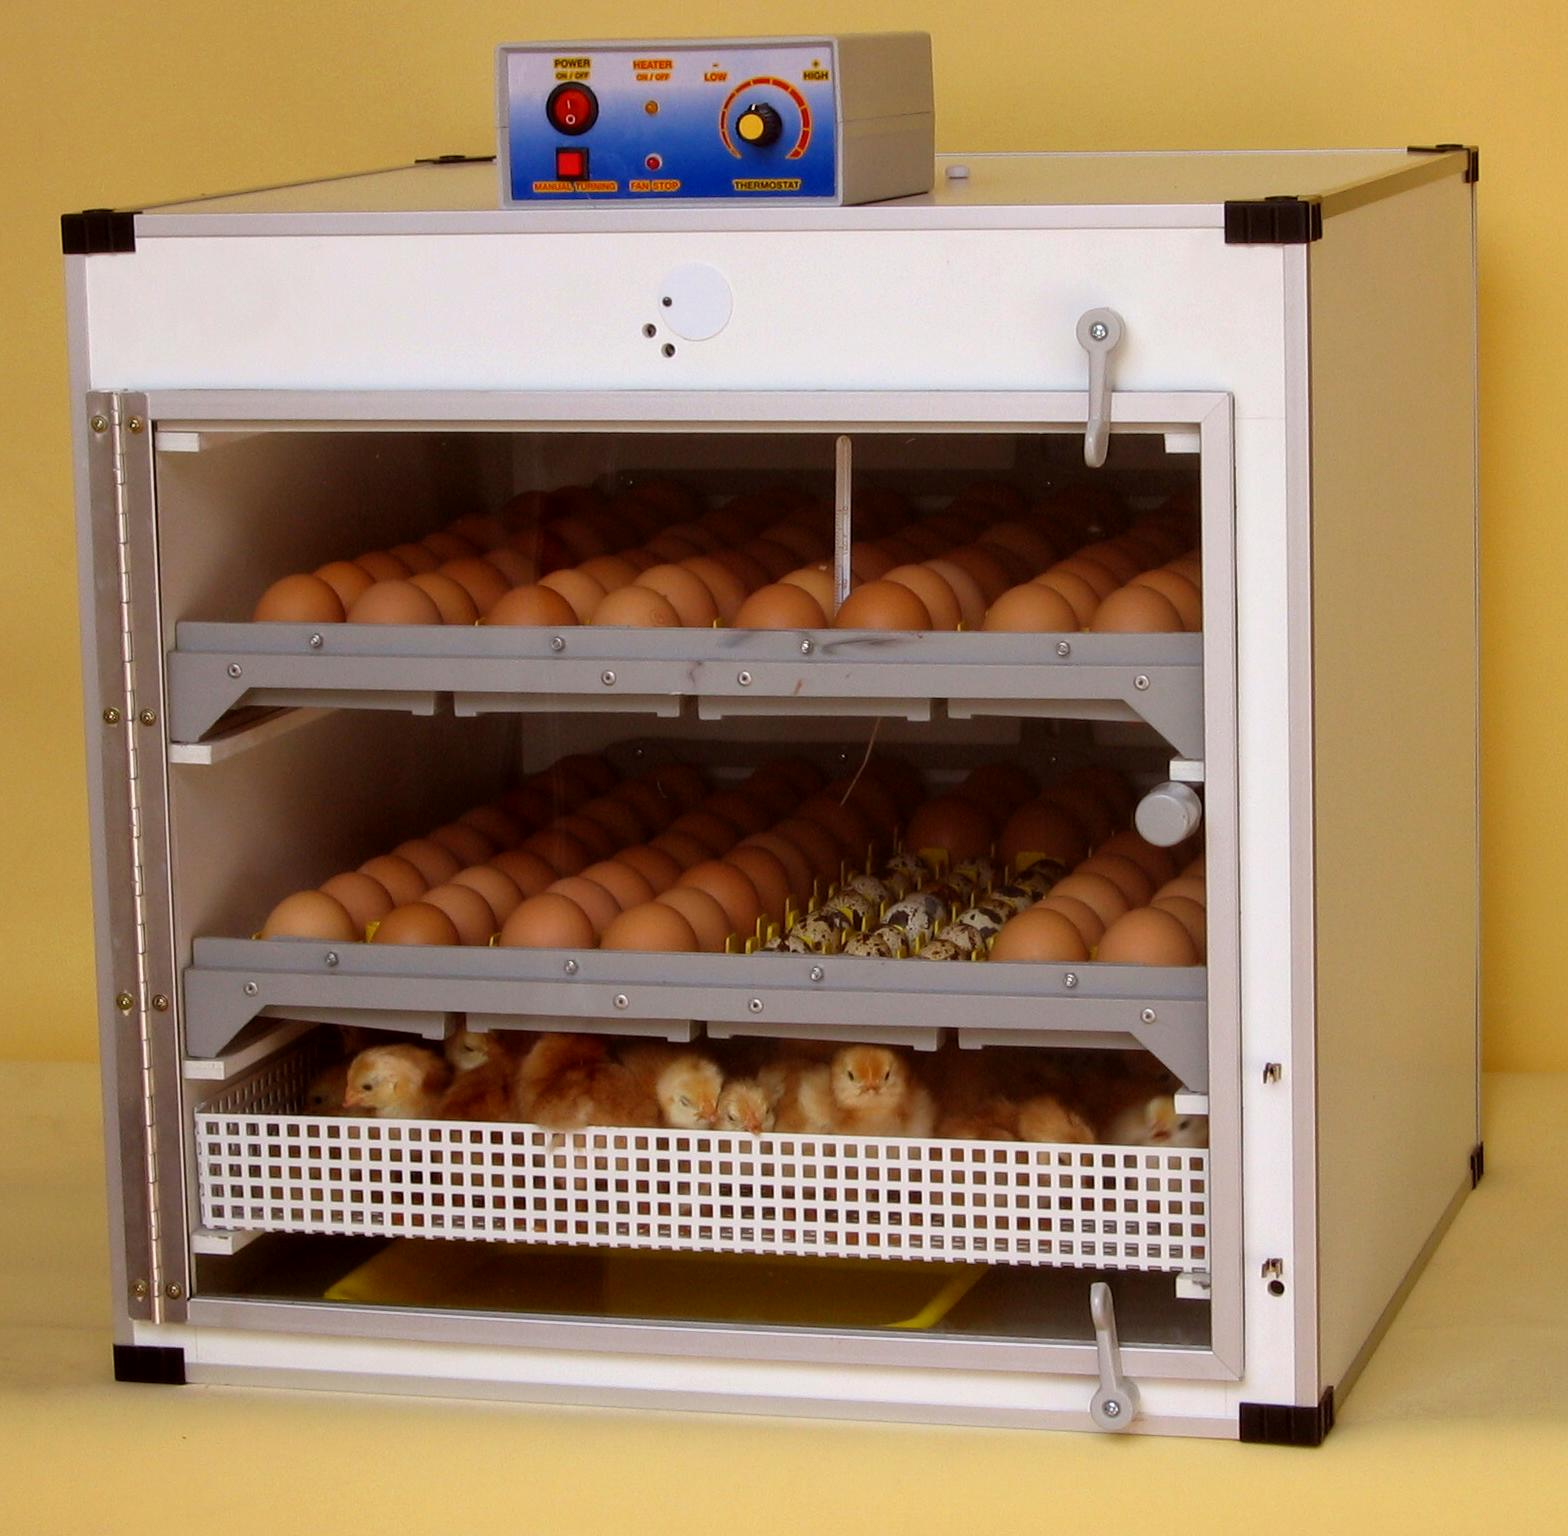 POWER
ON / OFF
HEATER
ON / OFF
- LOW
+ HIGH
I
O
MANUAL TURNING
FAN STOP
THERMOSTAT